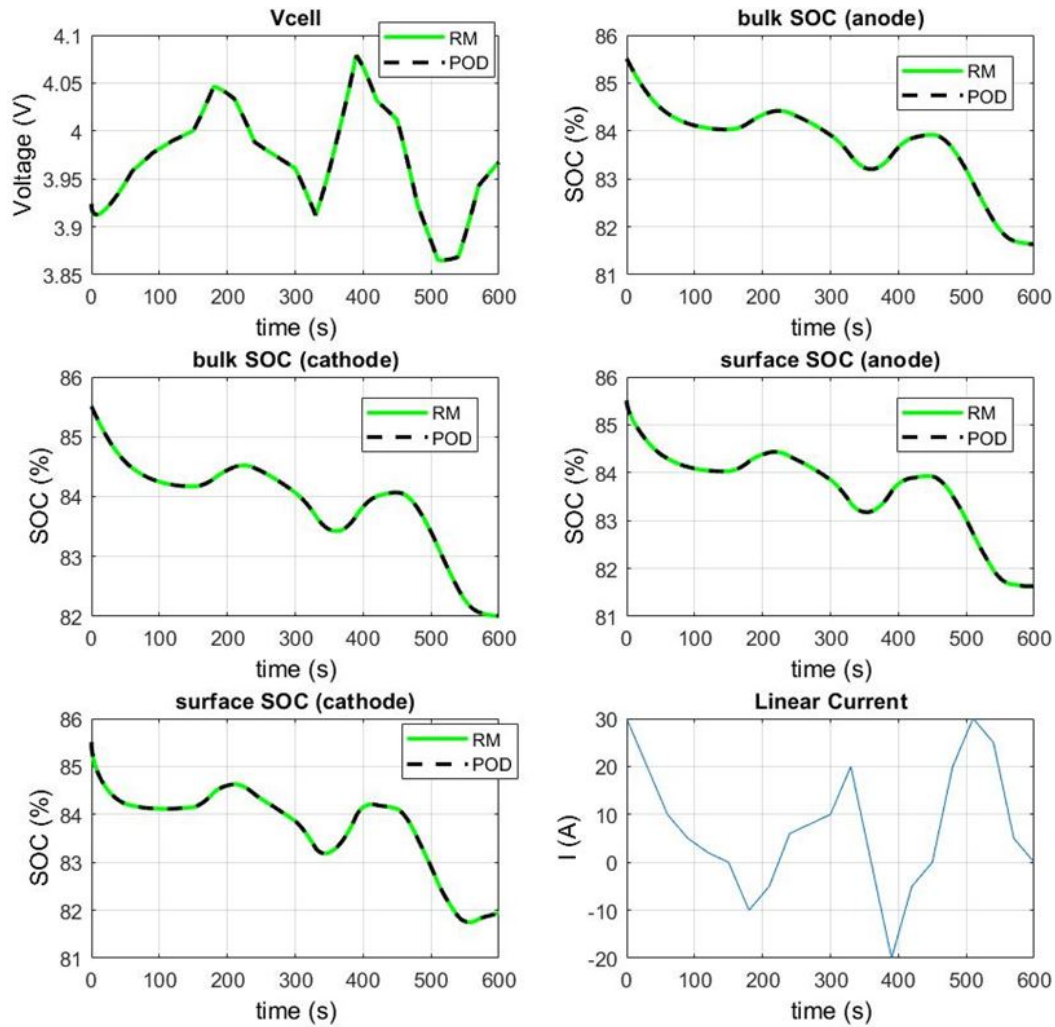 Vcell
Voltage (V)
4.1
4.05
4
3.95
3.9
3.85
RM
POD
0 100 200 300 400 500 600
time (s)
bulk SOC (anode)
SOC (%)
86
85
84
83
82
81
RM
POD
0 100 200 300 400 500 600
time (s)
bulk SOC (cathode)
SOC (%)
86
85
84
83
82
RM
POD
0 100 200 300 400 500 600
time (s)
surface SOC (anode)
SOC (%)
86
85
84
83
82
81
RM
POD
0 100 200 300 400 500 600
time (s)
surface SOC (cathode)
SOC (%)
86
85
84
83
82
81
RM
POD
0 100 200 300 400 500 600
time (s)
Linear Current
I (A)
30
20
10
0
-10
-20
0 100 200 300 400 500 600
time (s)